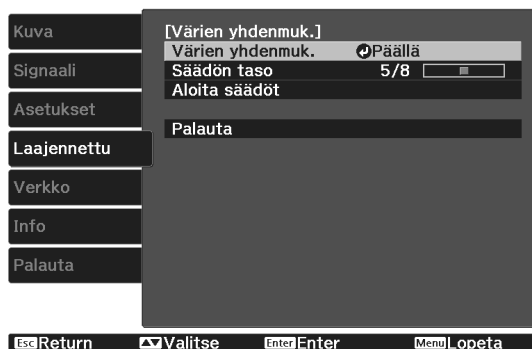 Kuva
Signaali
Asetukset
Laajennettu
Verkko
Info
Palauta
[Värien yhdenmuk.]
Värien yhdenmuk. Päällä
Säädön taso 5/8
Aloita säädöt
Palauta
Esc Return Valitse Enter Enter Menu Lopeta